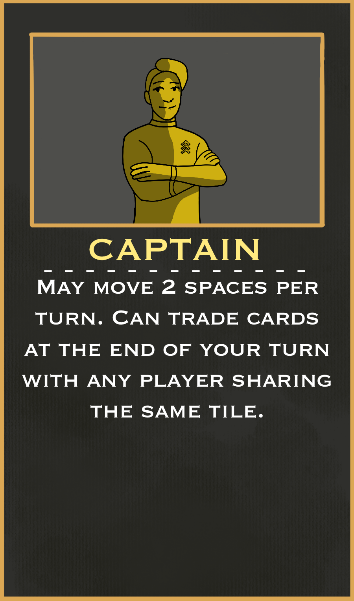 CAPTAIN
MAY MOVE 2 SPACES PER
TURN. CAN TRADE CARDS
AT THE END OF YOUR TURN
WITH ANY PLAYER SHARING
THE SAME TILE.